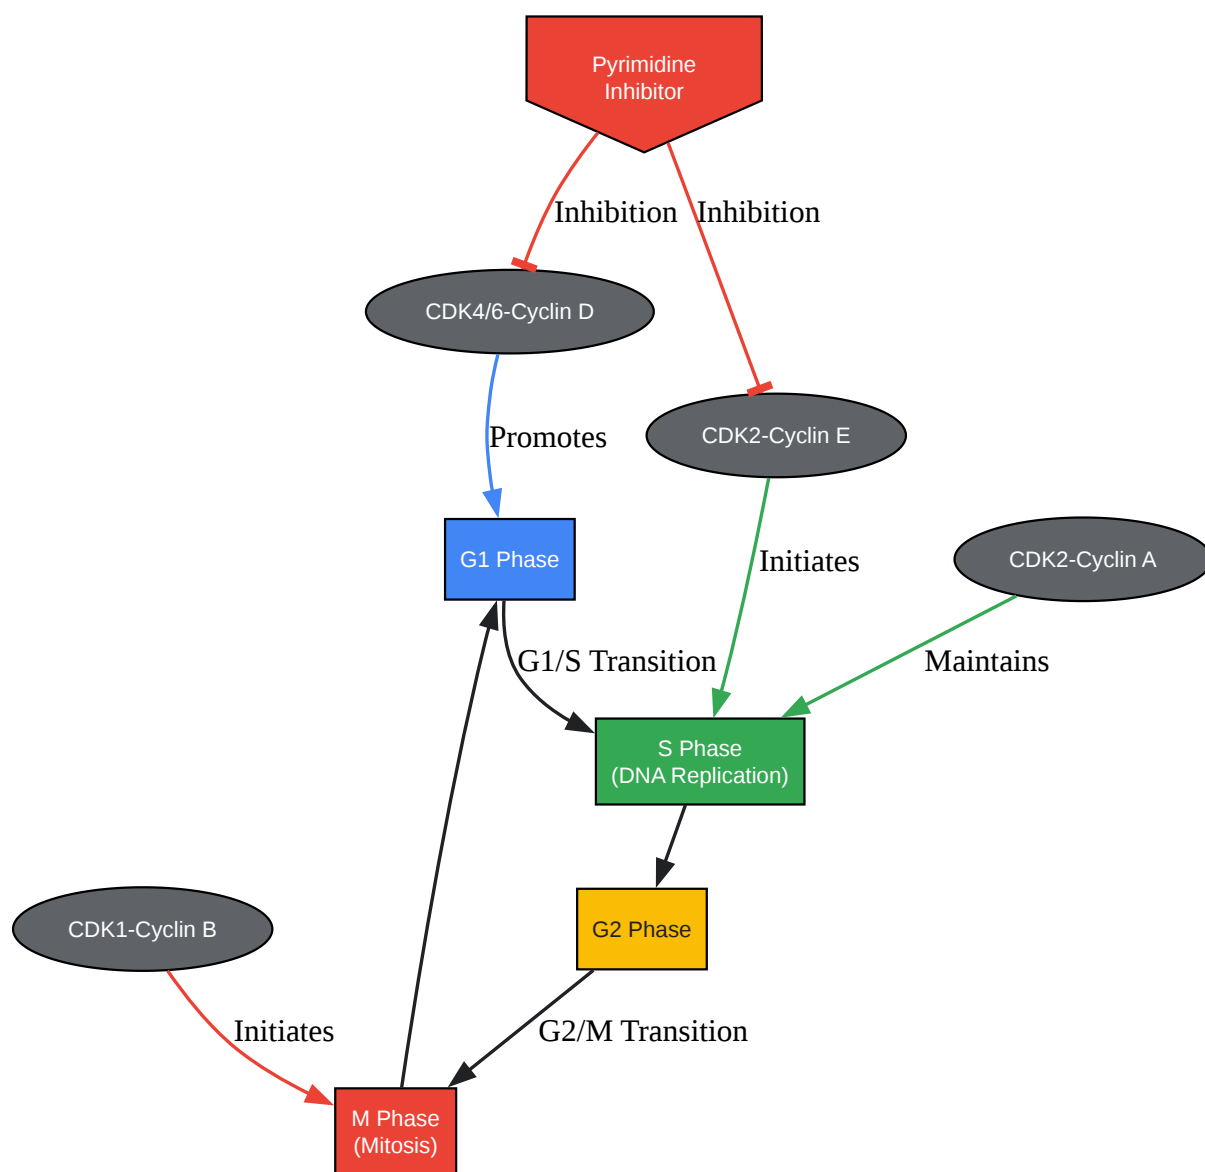 Pyrimidine
Inhibitor
Inhibition
Inhibition
CDK4/6-Cyclin D
CDK2-Cyclin E
Promotes
G1 Phase
Initiates
CDK2-Cyclin A
G1/S Transition
Maintains
S Phase
(DNA Replication)
G2 Phase
CDK1-Cyclin B
Initiates
G2/M Transition
M Phase
(Mitosis)